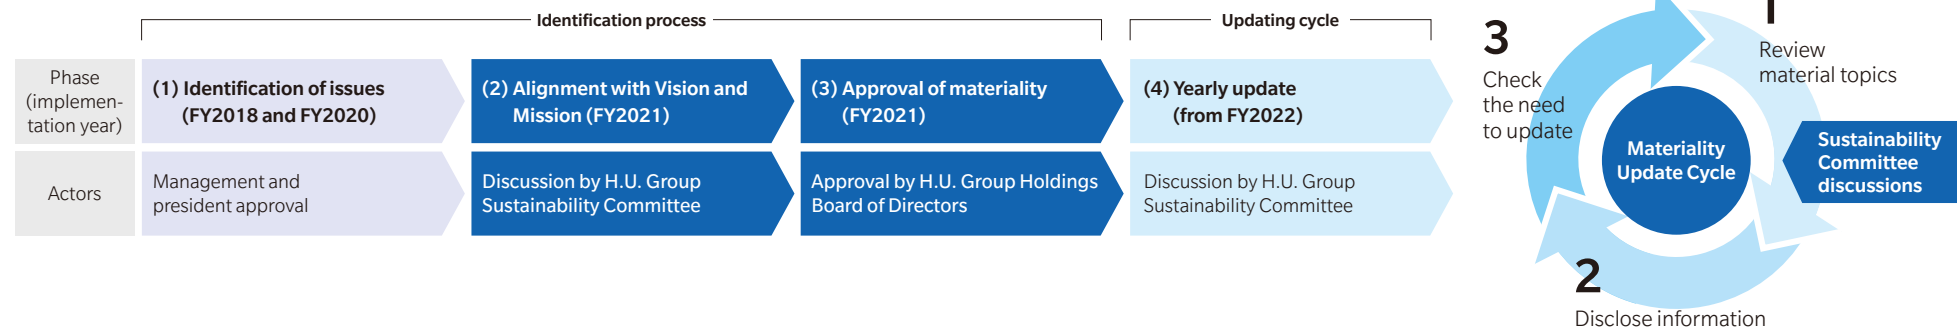 Identification process
Updating cycle
Phase
(implemen-
tation year)
(1) Identification of issues
(FY2018 and FY2020)
(2) Alignment with Vision and
Mission (FY2021)
(3) Approval of materiality
(FY2021)
(4) Yearly update
(from FY2022)
Actors
Management and
president approval
Discussion by H.U. Group
Sustainability Committee
Approval by H.U. Group Holdings
Board of Directors
Discussion by H.U. Group
Sustainability Committee
1
Review
material topics
3
Check
the need
to update
Materiality
Update Cycle
Sustainability
Committee
discussions
2
Disclose information